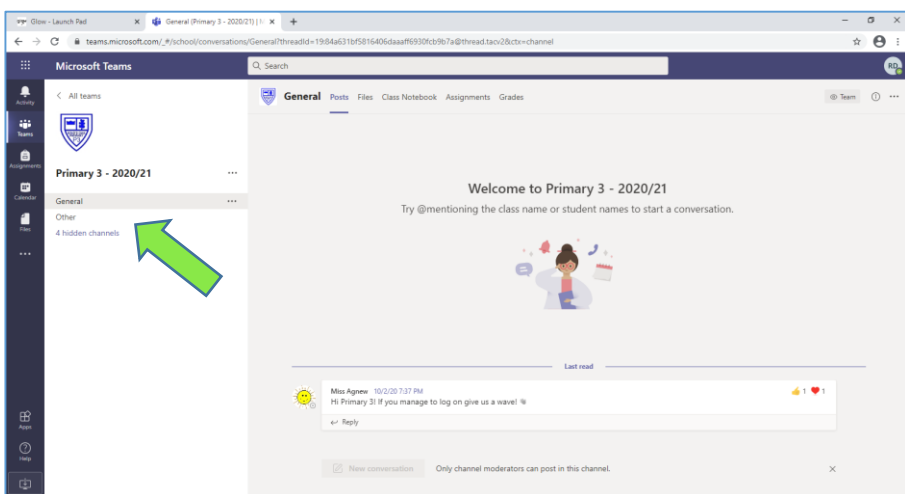 Glow - Launch Pad
General (Primary 3 - 2020/21) | M
teams.microsoft.com/_#/school/conversations/General?threadId=19:84a631bf5816406daaaff6930fcb9b7a@thread.tacv2&ctx=channel
Microsoft Teams
Search
RD
Activity
Teams
Assignments
Calendar
Files
Apps
Help
All teams
Primary 3 - 2020/21
General
Other
4 hidden channels
General Posts Files Class Notebook Assignments Grades
Team
Welcome to Primary 3 - 2020/21
Try @mentioning the class name or student names to start a conversation.
Last read
Miss Agnew 10/2/20 7:37 PM
1 1
Hi Primary 3! If you manage to log on give us a wave!
Reply
New conversation Only channel moderators can post in this channel.